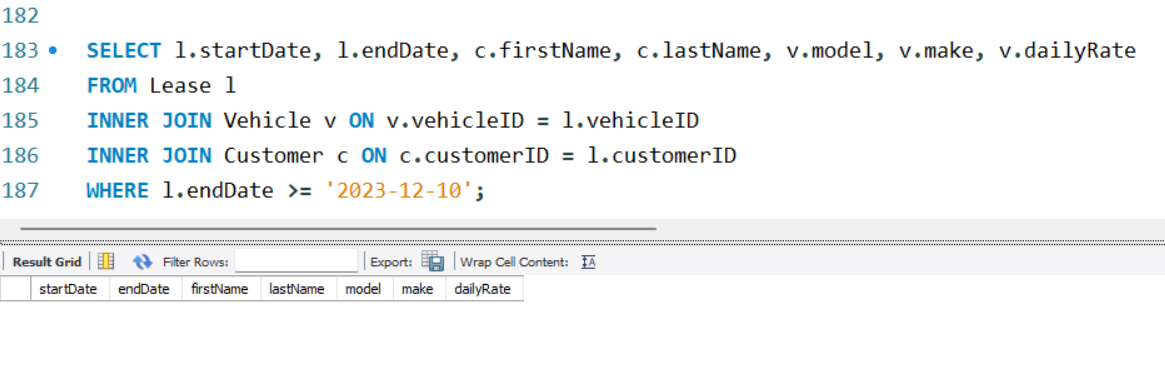 182
183 SELECT l.startDate, l.endDate, c.firstName, c.lastName, v.model, v.make, v.dailyRate
184 FROM Lease l
185 INNER JOIN Vehicle v ON v.vehicleID = l.vehicleID
186 INNER JOIN Customer c ON c.customerID = l.customerID
187 WHERE l.endDate >= '2023-12-10';
Result Grid Filter Rows: Export: Wrap Cell Content: IA
startDate endDate firstName lastName model make dailyRate